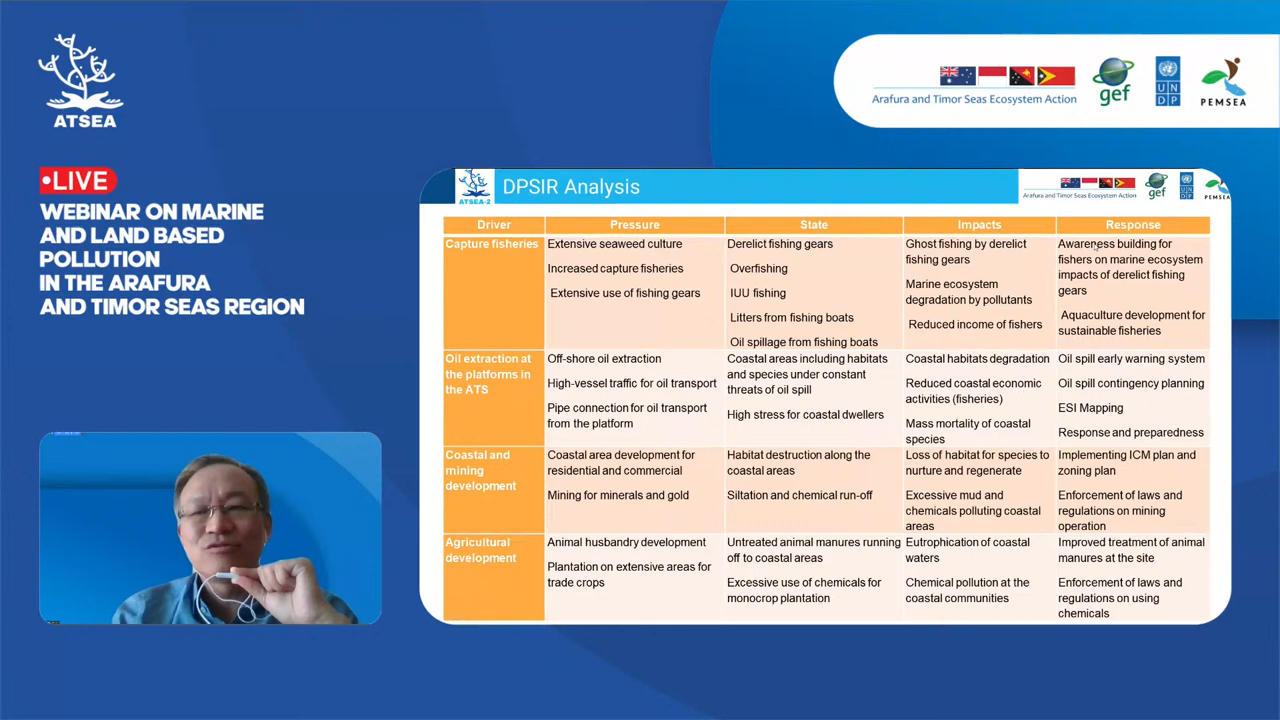 ATSEA
Arafura and Timor Seas Ecosystem Action
gef
UN
DP
PEMSEA
•LIVE
WEBINAR ON MARINE
AND LAND BASED
POLLUTION
IN THE ARAFURA
AND TIMOR SEAS REGION
ATSEA-2
DPSIR Analysis
Arafura and Timor Seas Ecosystem Action
gef
UN
DP
PEMSEA
Driver
Pressure
State
Impacts
Response
Capture fisheries
Extensive seaweed culture
Increased capture fisheries
Extensive use of fishing gears
Derelict fishing gears
Overfishing
IUU fishing
Litters from fishing boats
Oil spillage from fishing boats
Ghost fishing by derelict
fishing gears
Marine ecosystem
degradation by pollutants
Reduced income of fishers
Awareness building for
fishers on marine ecosystem
impacts of derelict fishing
gears
Aquaculture development for
sustainable fisheries
Oil extraction at
the platforms in
the ATS
Off-shore oil extraction
High-vessel traffic for oil transport
Pipe connection for oil transport
from the platform
Coastal areas including habitats
and species under constant
threats of oil spill
High stress for coastal dwellers
Coastal habitats degradation
Reduced coastal economic
activities (fisheries)
Mass mortality of coastal
species
Oil spill early warning system
Oil spill contingency planning
ESI Mapping
Response and preparedness
Coastal and
mining
development
Coastal area development for
residential and commercial
Mining for minerals and gold
Habitat destruction along the
coastal areas
Siltation and chemical run-off
Loss of habitat for species to
nurture and regenerate
Excessive mud and
chemicals polluting coastal
areas
Implementing ICM plan and
zoning plan
Enforcement of laws and
regulations on mining
operation
Agricultural
development
Animal husbandry development
Plantation on extensive areas for
trade crops
Untreated animal manures running
off to coastal areas
Excessive use of chemicals for
monocrop plantation
Eutrophication of coastal
waters
Chemical pollution at the
coastal communities
Improved treatment of animal
manures at the site
Enforcement of laws and
regulations on using
chemicals